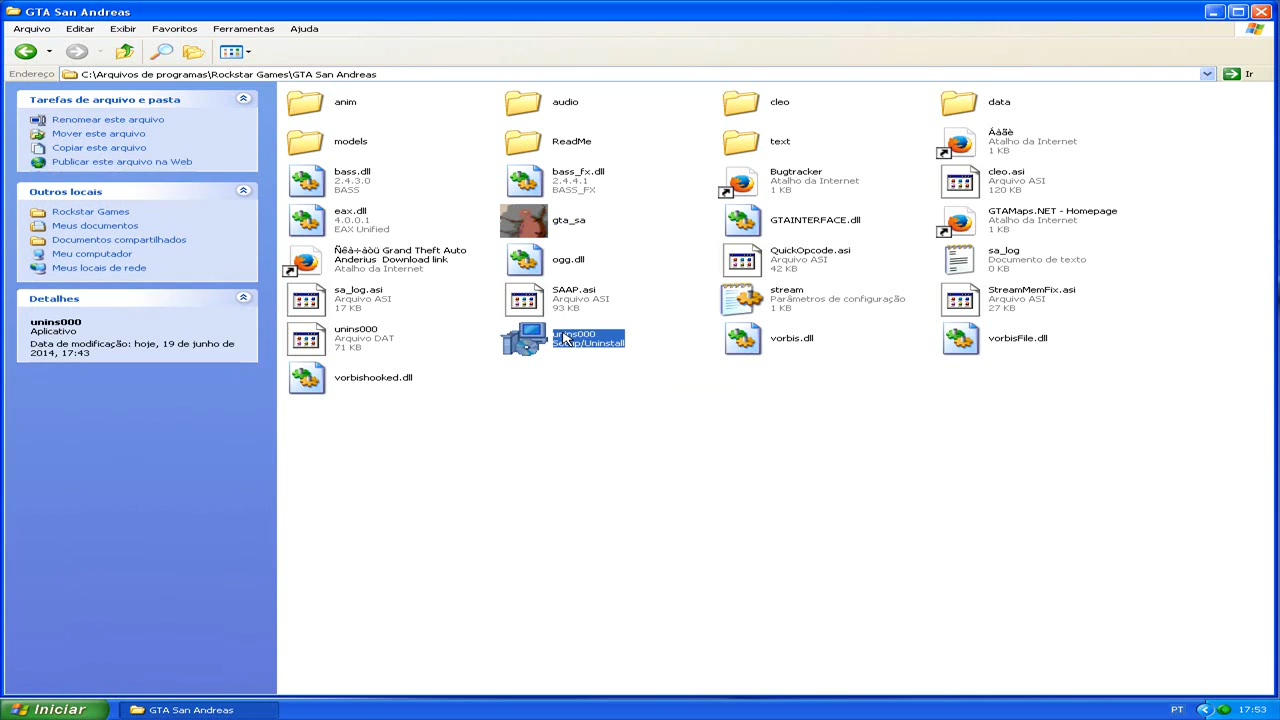 GTA San Andreas
Arquivo Editar Exibir Favoritos Ferramentas Ajuda
Endereço C:\Arquivos de programas\Rockstar Games\GTA San Andreas Ir
Tarefas de arquivo e pasta
Renomear este arquivo
Mover este arquivo
Copiar este arquivo
Publicar este arquivo na Web
Outros locais
Rockstar Games
Meus documentos
Documentos compartilhados
Meu computador
Meus locais de rede
Detalhes
unins000
Aplicativo
Data de modificação: hoje, 19 de junho de
2014, 17:43
anim
audio
cleo
data
models
ReadMe
text
Áåãè
Atalho da Internet
1 KB
bass.dll
2.4.3.0
BASS
bass_fx.dll
2.4.4.1
BASS_FX
Bugtracker
Atalho da Internet
1 KB
cleo.asi
Arquivo ASI
120 KB
eax.dll
4.0.0.1
EAX Unified
gta_sa
GTAINTERFACE.dll
GTAMaps.NET - Homepage
Atalho da Internet
1 KB
Ñêà÷àòü Grand Theft Auto
Anderius Download link
Atalho da Internet
ogg.dll
QuickOpcode.asi
Arquivo ASI
42 KB
sa_log
Documento de texto
0 KB
sa_log.asi
Arquivo ASI
17 KB
SAAP.asi
Arquivo ASI
93 KB
stream
Parâmetros de configuração
1 KB
StreamMemFix.asi
Arquivo ASI
27 KB
unins000
Arquivo DAT
71 KB
unins000
Setup/Uninstall
vorbis.dll
vorbisFile.dll
vorbishooked.dll
Iniciar GTA San Andreas PT 17:53